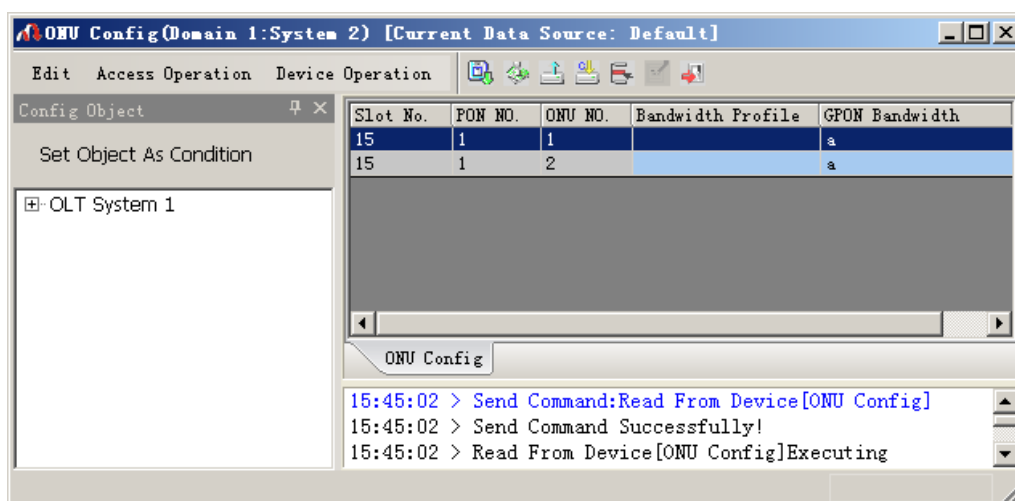 ONU Config(Domain 1:System 2) [Current Data Source: Default]
Edit Access Operation Device Operation
Config Object
Set Object As Condition
OLT System 1
Slot No. PON NO. ONU NO. Bandwidth Profile GPON Bandwidth
15 1 1 a
15 1 2 a
ONU Config
15:45:02 > Send Command:Read From Device[ONU Config]
15:45:02 > Send Command Successfully!
15:45:02 > Read From Device[ONU Config]Executing